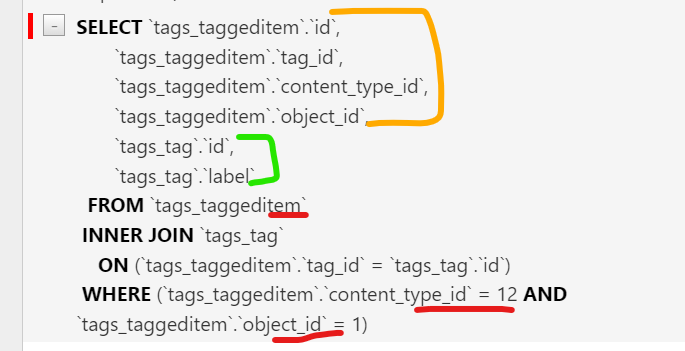 SELECT `tags_taggeditem`.`id`,
`tags_taggeditem`.`tag_id`,
`tags_taggeditem`.`content_type_id`,
`tags_taggeditem`.`object_id`,
`tags_tag`.`id`,
`tags_tag`.`label`
FROM `tags_taggeditem`
INNER JOIN `tags_tag`
ON (`tags_taggeditem`.`tag_id` = `tags_tag`.`id`)
WHERE (`tags_taggeditem`.`content_type_id` = 12 AND
`tags_taggeditem`.`object_id` = 1)